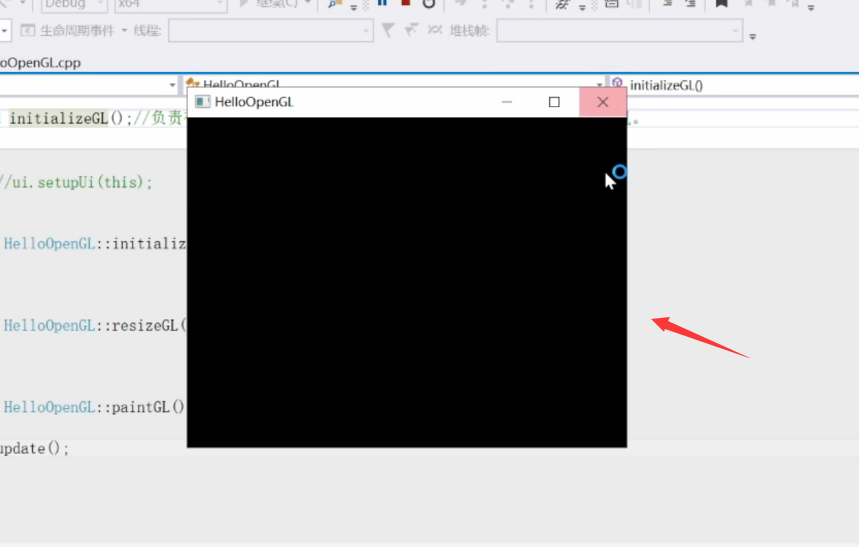 Debug x64 继续(C)
生命周期事件 线程: 堆栈帧:
oOpenGL.cpp
HelloOpenGL initializeGL()
HelloOpenGL
initializeGL();//负责 。
//ui.setupUi(this);
HelloOpenGL::initializ
HelloOpenGL::resizeGL(
HelloOpenGL::paintGL()
update();